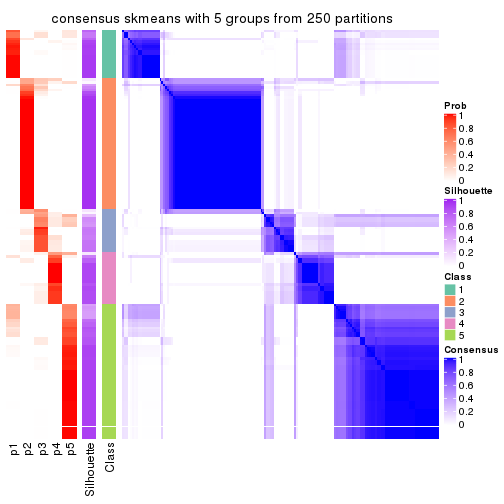 consensus skmeans with 5 groups from 250 partitions
Prob
1
0.8
0.6
0.4
0.2
0
Silhouette
1
0.8
0.6
0.4
0.2
0
Class
1
2
3
4
5
Consensus
1
0.8
0.6
0.4
0.2
0
p1
p2
p3
p4
p5
Silhouette
Class